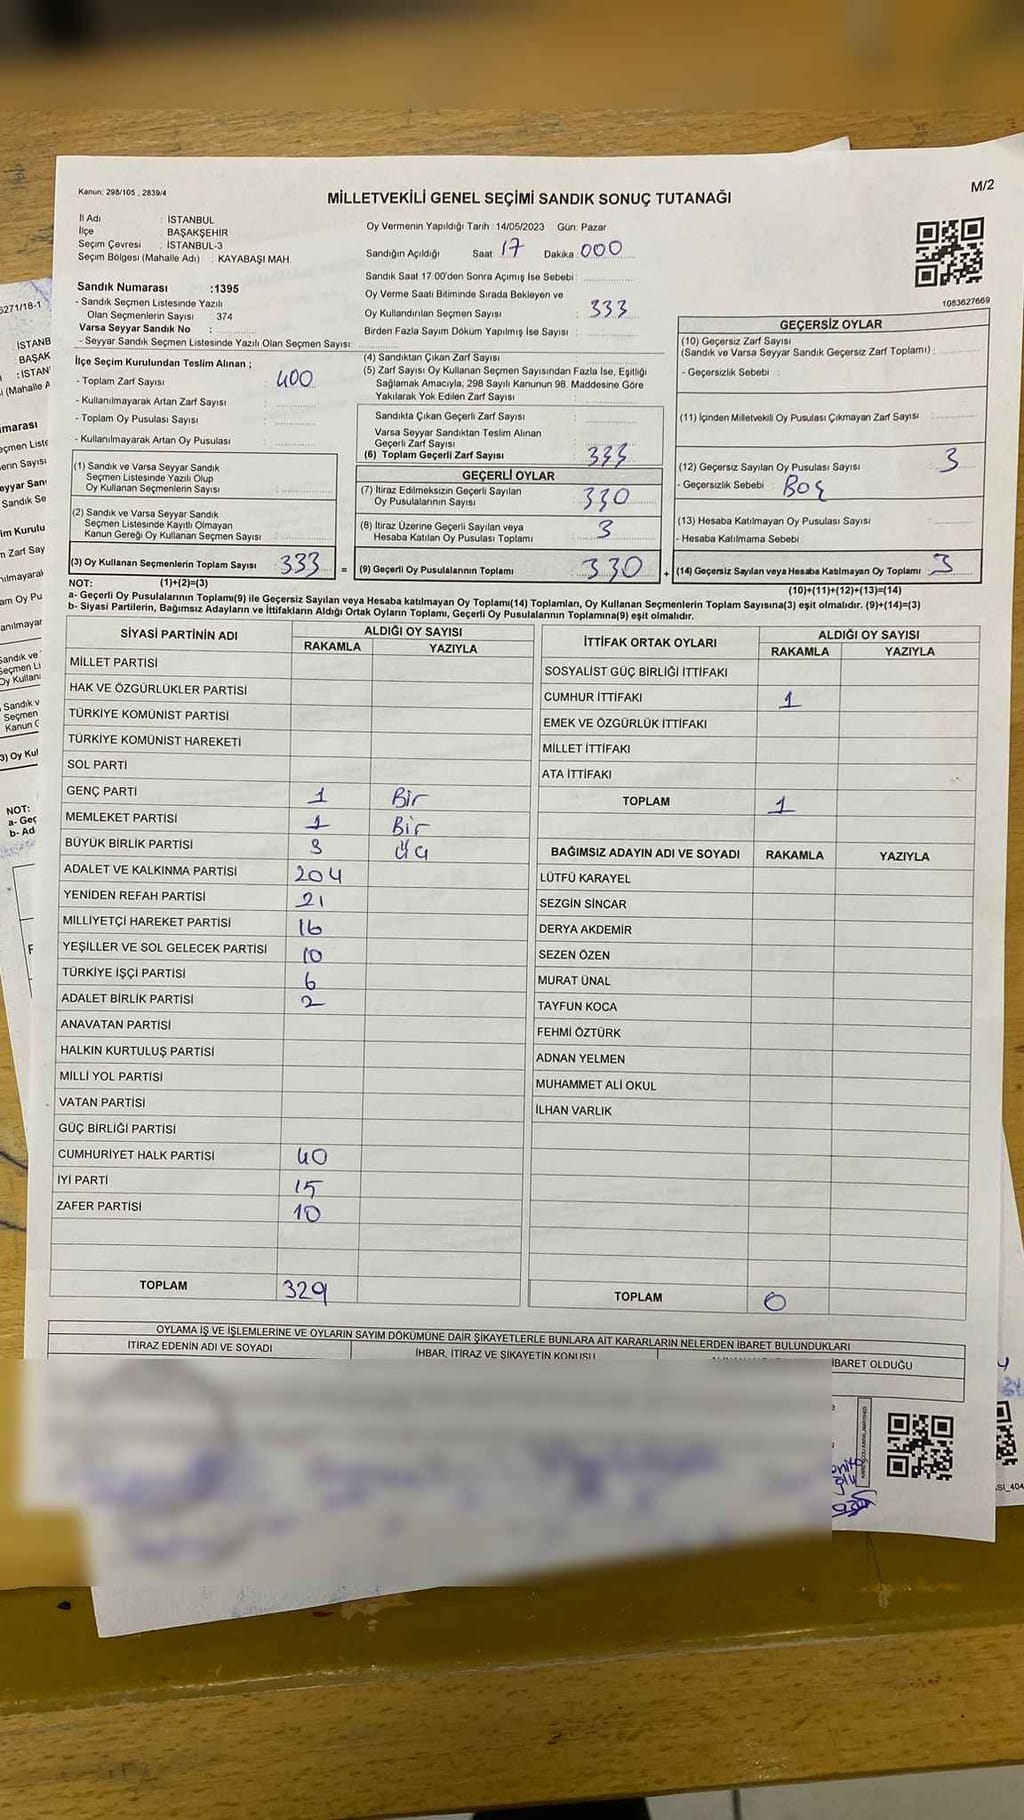 Kanun: 298/105 , 2839/4
MİLLETVEKİLİ GENEL SEÇİMİ SANDIK SONUÇ TUTANAĞI
M/2
İl Adı : İSTANBUL
İlçe : BAŞAKŞEHİR
Seçim Çevresi : İSTANBUL-3
Seçim Bölgesi (Mahalle Adı) : KAYABAŞI MAH.
Oy Vermenin Yapıldığı Tarih : 14/05/2023 Gün: Pazar
Sandığın Açıldığı Saat 17 Dakika 000
Sandık Saat 17:00'den Sonra Açımış İse Sebebi :
Oy Verme Saati Bitiminde Sırada Bekleyen ve
Oy Kullandırılan Seçmen Sayısı : 333
Birden Fazla Sayım Döküm Yapılmış İse Sayısı :
1083627669
Sandık Numarası :1395
- Sandık Seçmen Listesinde Yazılı
Olan Seçmenlerin Sayısı : 374
Varsa Seyyar Sandık No :
- Seyyar Sandık Seçmen Listesinde Yazılı Olan Seçmen Sayısı:
İlçe Seçim Kurulundan Teslim Alınan ;
- Toplam Zarf Sayısı : 400
- Kullanılmayarak Artan Zarf Sayısı :
- Toplam Oy Pusulası Sayısı :
- Kullanılmayarak Artan Oy Pusulası :
(4) Sandıktan Çıkan Zarf Sayısı :
(5) Zarf Sayısı Oy Kullanan Seçmen Sayısından Fazla İse, Eşitliği
Sağlamak Amacıyla, 298 Sayılı Kanunun 98. Maddesine Göre
Yakılarak Yok Edilen Zarf Sayısı :
Sandıkta Çıkan Geçerli Zarf Sayısı :
Varsa Seyyar Sandıktan Teslim Alınan
Geçerli Zarf Sayısı :
(6) Toplam Geçerli Zarf Sayısı : 333
GEÇERSİZ OYLAR
(10) Geçersiz Zarf Sayısı
(Sandık ve Varsa Seyyar Sandık Geçersiz Zarf Toplamı) :
- Geçersizlik Sebebi :
(11) İçinden Milletvekili Oy Pusulası Çıkmayan Zarf Sayısı :
(12) Geçersiz Sayılan Oy Pusulası Sayısı : 3
- Geçersizlik Sebebi : Boş
(13) Hesaba Katılmayan Oy Pusulası Sayısı :
- Hesaba Katılmama Sebebi :
(14) Geçersiz Sayılan veya Hesaba Katılmayan Oy Toplamı : 3
(10)+(11)+(12)+(13)=(14)
(1) Sandık ve Varsa Seyyar Sandık
Seçmen Listesinde Yazılı Olup
Oy Kullanan Seçmenlerin Sayısı :
(2) Sandık ve Varsa Seyyar Sandık
Seçmen Listesinde Kayıtlı Olmayan
Kanun Gereği Oy Kullanan Seçmen Sayısı :
(3) Oy Kullanan Seçmenlerin Toplam Sayısı : 333 =
GEÇERLİ OYLAR
(7) İtiraz Edilmeksizin Geçerli Sayılan
Oy Pusulalarının Sayısı : 330
(8) İtiraz Üzerine Geçerli Sayılan veya
Hesaba Katılan Oy Pusulası Toplamı : 3
(9) Geçerli Oy Pusulalarının Toplamı : 330 +
NOT: (1)+(2)=(3)
a- Geçerli Oy Pusulalarının Toplamı(9) ile Geçersiz Sayılan veya Hesaba katılmayan Oy Toplamı(14) Toplamları, Oy Kullanan Seçmenlerin Toplam Sayısına(3) eşit olmalıdır. (9)+(14)=(3)
b- Siyasi Partilerin, Bağımsız Adayların ve İttifakların Aldığı Ortak Oyların Toplamı, Geçerli Oy Pusulalarının Toplamına(9) eşit olmalıdır.
SİYASİ PARTİNİN ADI ALDIĞI OY SAYISI
RAKAMLA YAZIYLA
MİLLET PARTİSİ
HAK VE ÖZGÜRLÜKLER PARTİSİ
TÜRKİYE KOMÜNİST PARTİSİ
TÜRKİYE KOMÜNİST HAREKETİ
SOL PARTİ
GENÇ PARTİ 1 Bir
MEMLEKET PARTİSİ 1 Bir
BÜYÜK BİRLİK PARTİSİ 3 Üç
ADALET VE KALKINMA PARTİSİ 204
YENİDEN REFAH PARTİSİ 21
MİLLİYETÇİ HAREKET PARTİSİ 16
YEŞİLLER VE SOL GELECEK PARTİSİ 10
TÜRKİYE İŞÇİ PARTİSİ 6
ADALET BİRLİK PARTİSİ 2
ANAVATAN PARTİSİ
HALKIN KURTULUŞ PARTİSİ
MİLLİ YOL PARTİSİ
VATAN PARTİSİ
GÜÇ BİRLİĞİ PARTİSİ
CUMHURİYET HALK PARTİSİ 40
İYİ PARTİ 15
ZAFER PARTİSİ 10
TOPLAM 329
İTTİFAK ORTAK OYLARI ALDIĞI OY SAYISI
RAKAMLA YAZIYLA
SOSYALİST GÜÇ BİRLİĞİ İTTİFAKI
CUMHUR İTTİFAKI 1
EMEK VE ÖZGÜRLÜK İTTİFAKI
MİLLET İTTİFAKI
ATA İTTİFAKI
TOPLAM 1
BAĞIMSIZ ADAYIN ADI VE SOYADI RAKAMLA YAZIYLA
LÜTFÜ KARAYEL
SEZGİN SİNCAR
DERYA AKDEMİR
SEZEN ÖZEN
MURAT ÜNAL
TAYFUN KOCA
FEHMİ ÖZTÜRK
ADNAN YELMEN
MUHAMMET ALİ OKUL
İLHAN VARLIK
TOPLAM 0
OYLAMA İŞ VE İŞLEMLERİNE VE OYLARIN SAYIM DÖKÜMÜNE DAİR ŞİKAYETLERLE BUNLARA AİT KARARLARIN NELERDEN İBARET BULUNDUKLARI
İTİRAZ EDENİN ADI VE SOYADI İHBAR, İTİRAZ VE ŞİKAYETİN KONUSU İBARET OLDUĞU